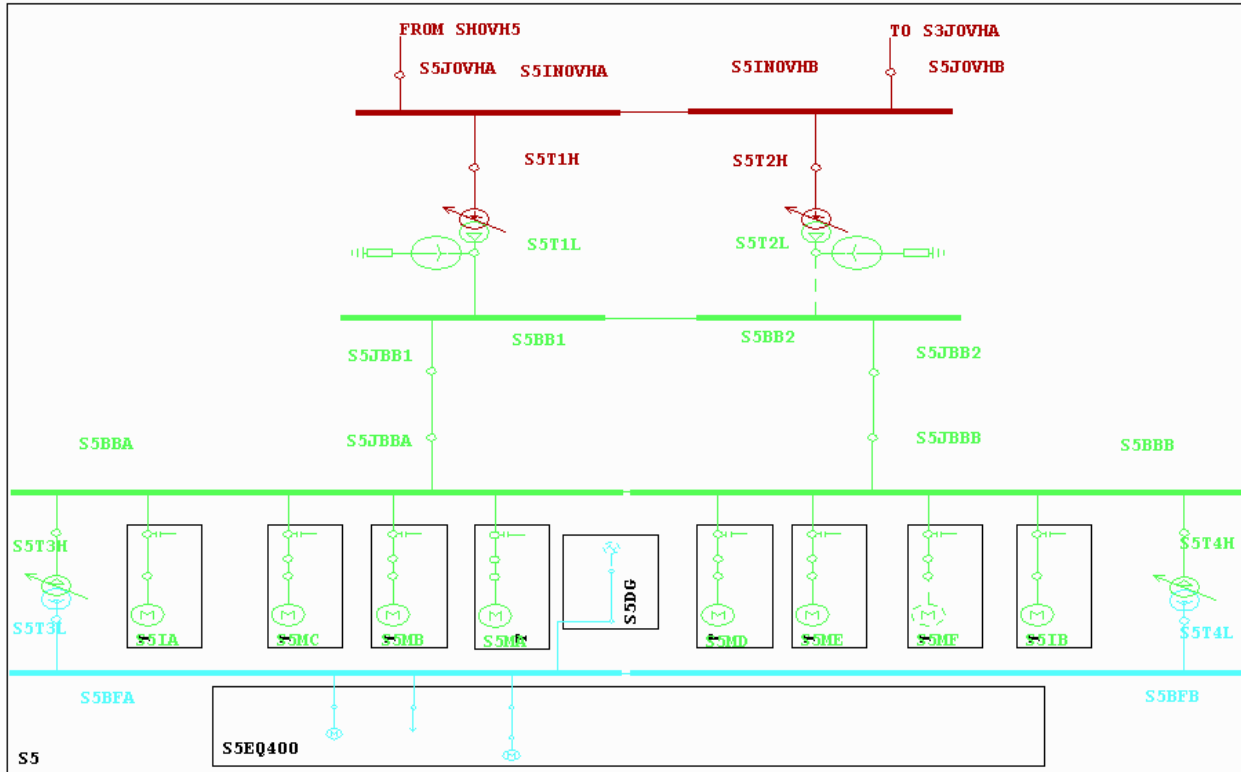 FROM SHOVH5
TO S3JOVHA
S5JOVHA
S5INOVHA
S5INOVHB
S5JOVHB
S5T1H
S5T2H
S5T1L
S5T2L
S5BB1
S5BB2
S5JBB1
S5JBB2
S5JBBA
S5JBBB
S5BBA
S5BBB
S5T3H
S5T4H
S5DG
M
M
M
M
M
M
M
M
S5T3L
S5IA
S5MC
S5MB
S5MA
S5MD
S5ME
S5MF
S5IB
S5T4L
S5BFA
S5BFB
M
M
S5EQ400
S5